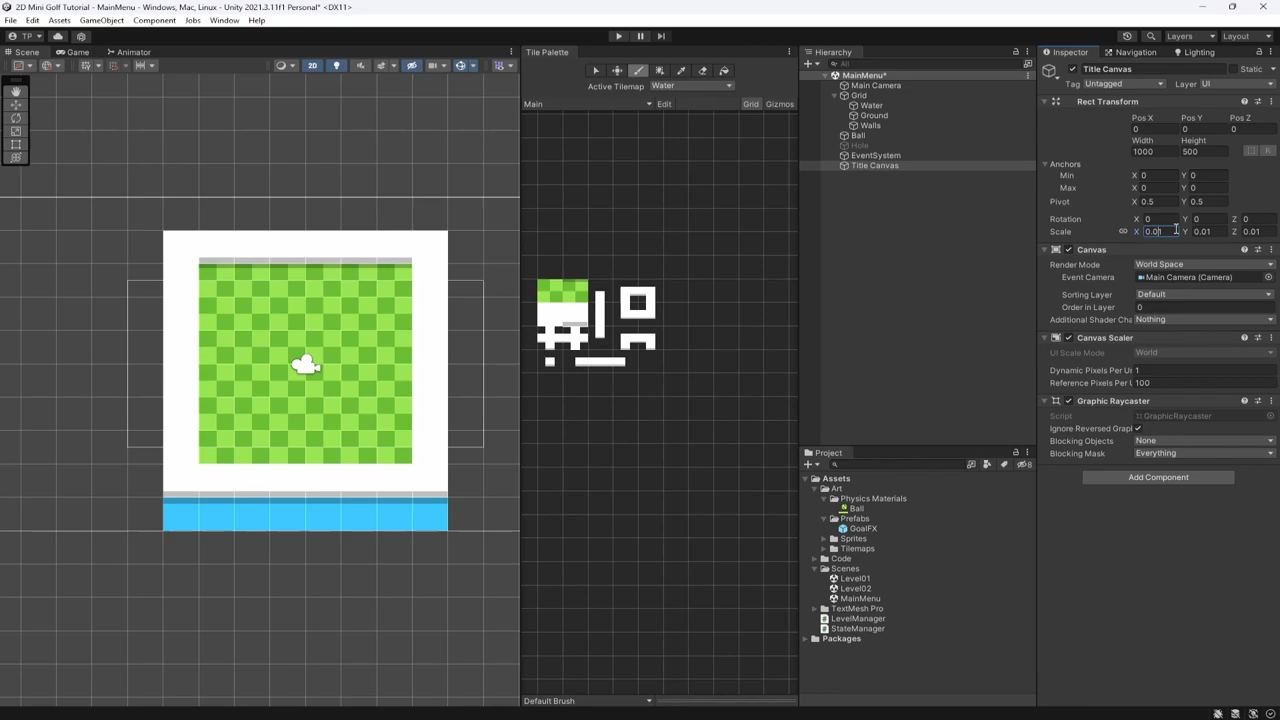 2D Mini Golf Tutorial - MainMenu - Windows, Mac, Linux - Unity 2021.3.11f1 Personal* <DX11>
File Edit Assets GameObject Component Jobs Window Help
TP Layers Layout
Scene Game Animator
2D
Tile Palette
Active Tilemap Water
Main Edit Grid Gizmos
Default Brush
Hierarchy
All
MainMenu*
Main Camera
Grid
Water
Ground
Walls
Ball
Hole
EventSystem
Title Canvas
Project
8
Assets
Art
Physics Materials
Ball
Prefabs
GoalFX
Sprites
Tilemaps
Code
Scenes
Level01
Level02
MainMenu
TextMesh Pro
LevelManager
StateManager
Packages
Inspector Navigation Lighting
Title Canvas Static
Tag Untagged Layer UI
Rect Transform
Pos X Pos Y Pos Z
0 0 0
Width Height
1000 500
R
Anchors
Min X 0 Y 0
Max X 0 Y 0
Pivot X 0.5 Y 0.5
Rotation X 0 Y 0 Z 0
Scale X 0.01 Y 0.01 Z 0.01
Canvas
Render Mode World Space
Event Camera Main Camera (Camera)
Sorting Layer Default
Order in Layer 0
Additional Shader Cha Nothing
Canvas Scaler
UI Scale Mode World
Dynamic Pixels Per Ui 1
Reference Pixels Per U 100
Graphic Raycaster
Script GraphicRaycaster
Ignore Reversed Graph
Blocking Objects None
Blocking Mask Everything
Add Component